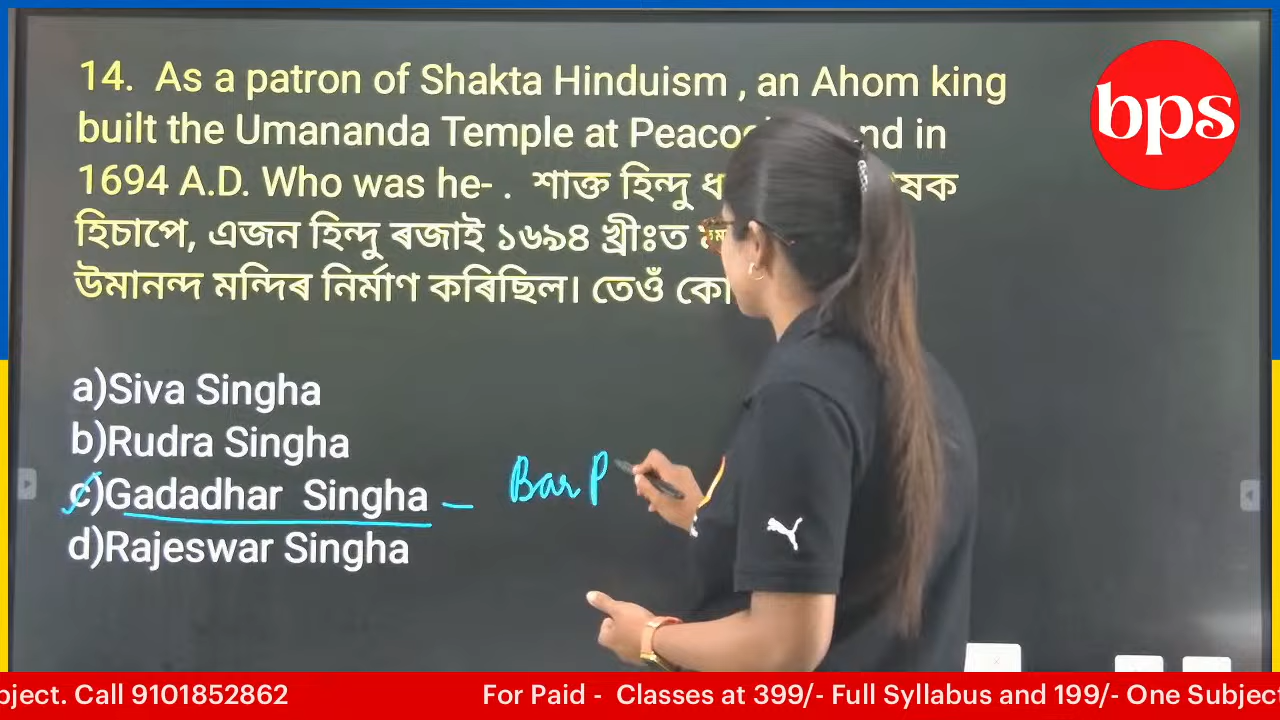 14. As a patron of Shakta Hinduism , an Ahom king
built the Umananda Temple at in
1694 A.D. Who was he- . শাক্ত হিন্দু
হিচাপে, এজন হিন্দু ৰজাই ১৬৯৪ খ্ৰীঃত
উমানন্দ মন্দিৰ নিৰ্মাণ কৰিছিল। তেওঁ
a)Siva Singha
b)Rudra Singha
c)Gadadhar Singha – Bar P
d)Rajeswar Singha
bps
Call 9101852862 For Paid - Classes at 399/- Full Syllabus and 199/- One Subject